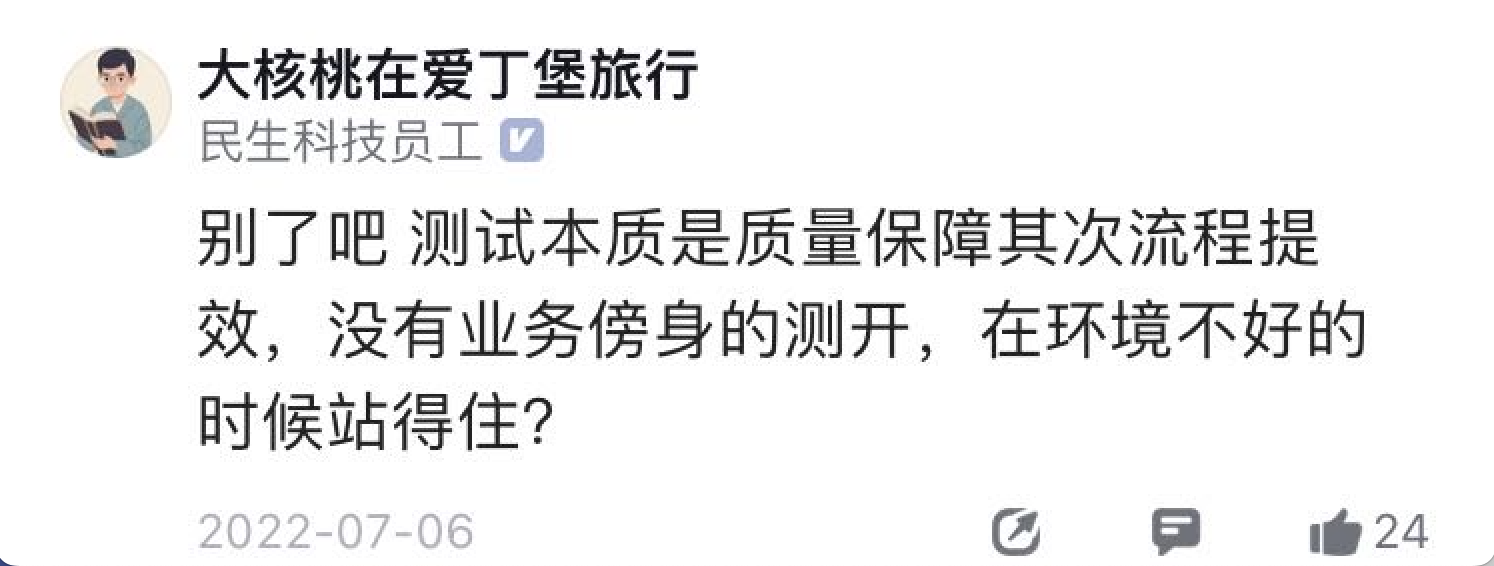 大核桃在爱丁堡旅行
民生科技员工
别了吧 测试本质是质量保障其次流程提
效，没有业务傍身的测开，在环境不好的
时候站得住?
2022-07-06 24